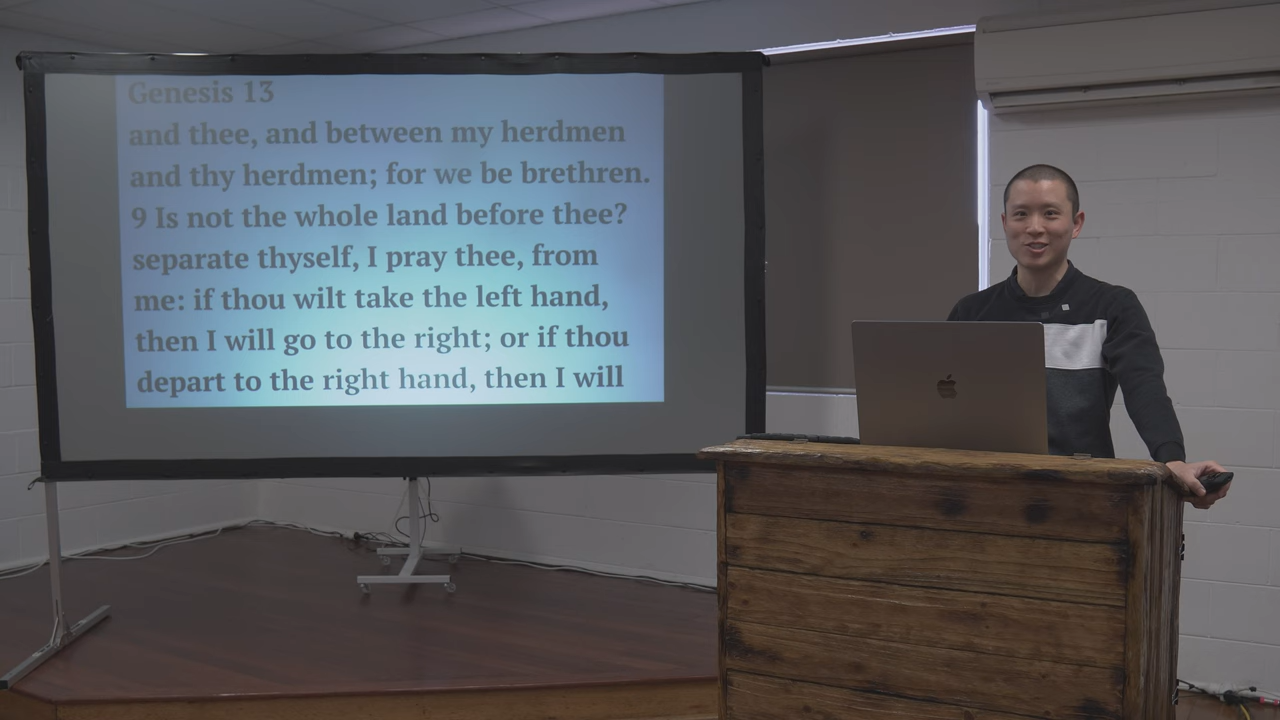 Genesis 13
and thee, and between my herdmen
and thy herdmen; for we be brethren.
9 Is not the whole land before thee?
separate thyself, I pray thee, from
me: if thou wilt take the left hand,
then I will go to the right; or if thou
depart to the right hand, then I will